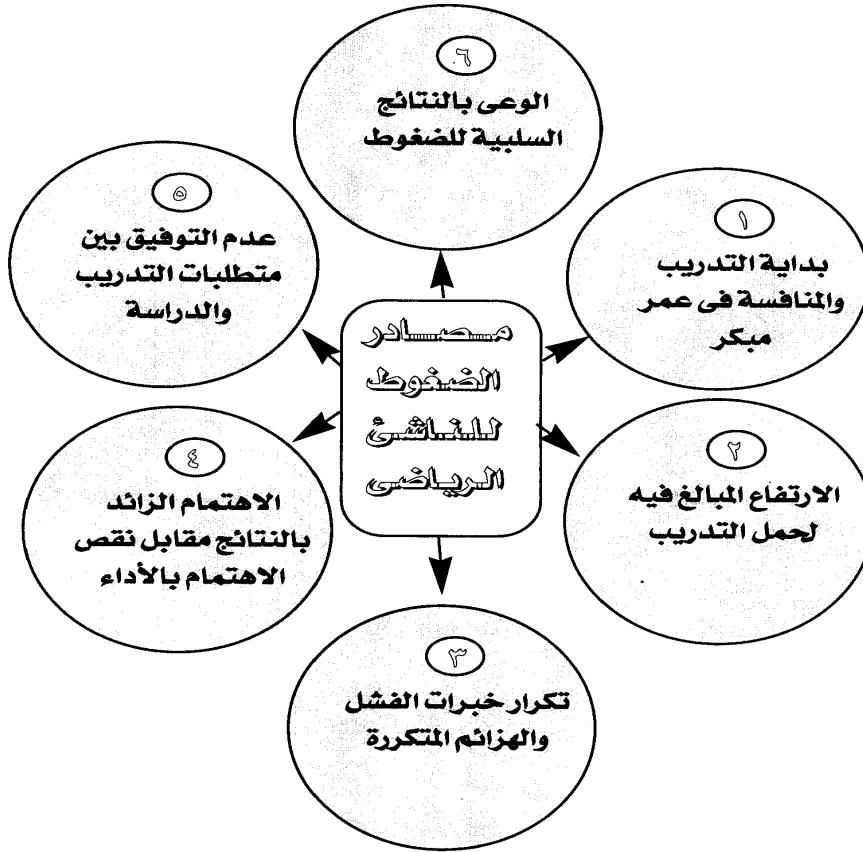 مصادر
الضغوط
للناشئ
الرياضى
١
بداية التدريب
والمنافسة فى عمر
مبكر
٢
الارتفاع المبالغ فيه
لحمل التدريب
٣
تكرار خبرات الفشل
والهزائم المتكررة
٤
الاهتمام الزائد
بالنتائج مقابل نقص
الاهتمام بالأداء
٥
عدم التوفيق بين
متطلبات التدريب
والدراسة
٦
الوعى بالنتائج
السلبية للضغوط